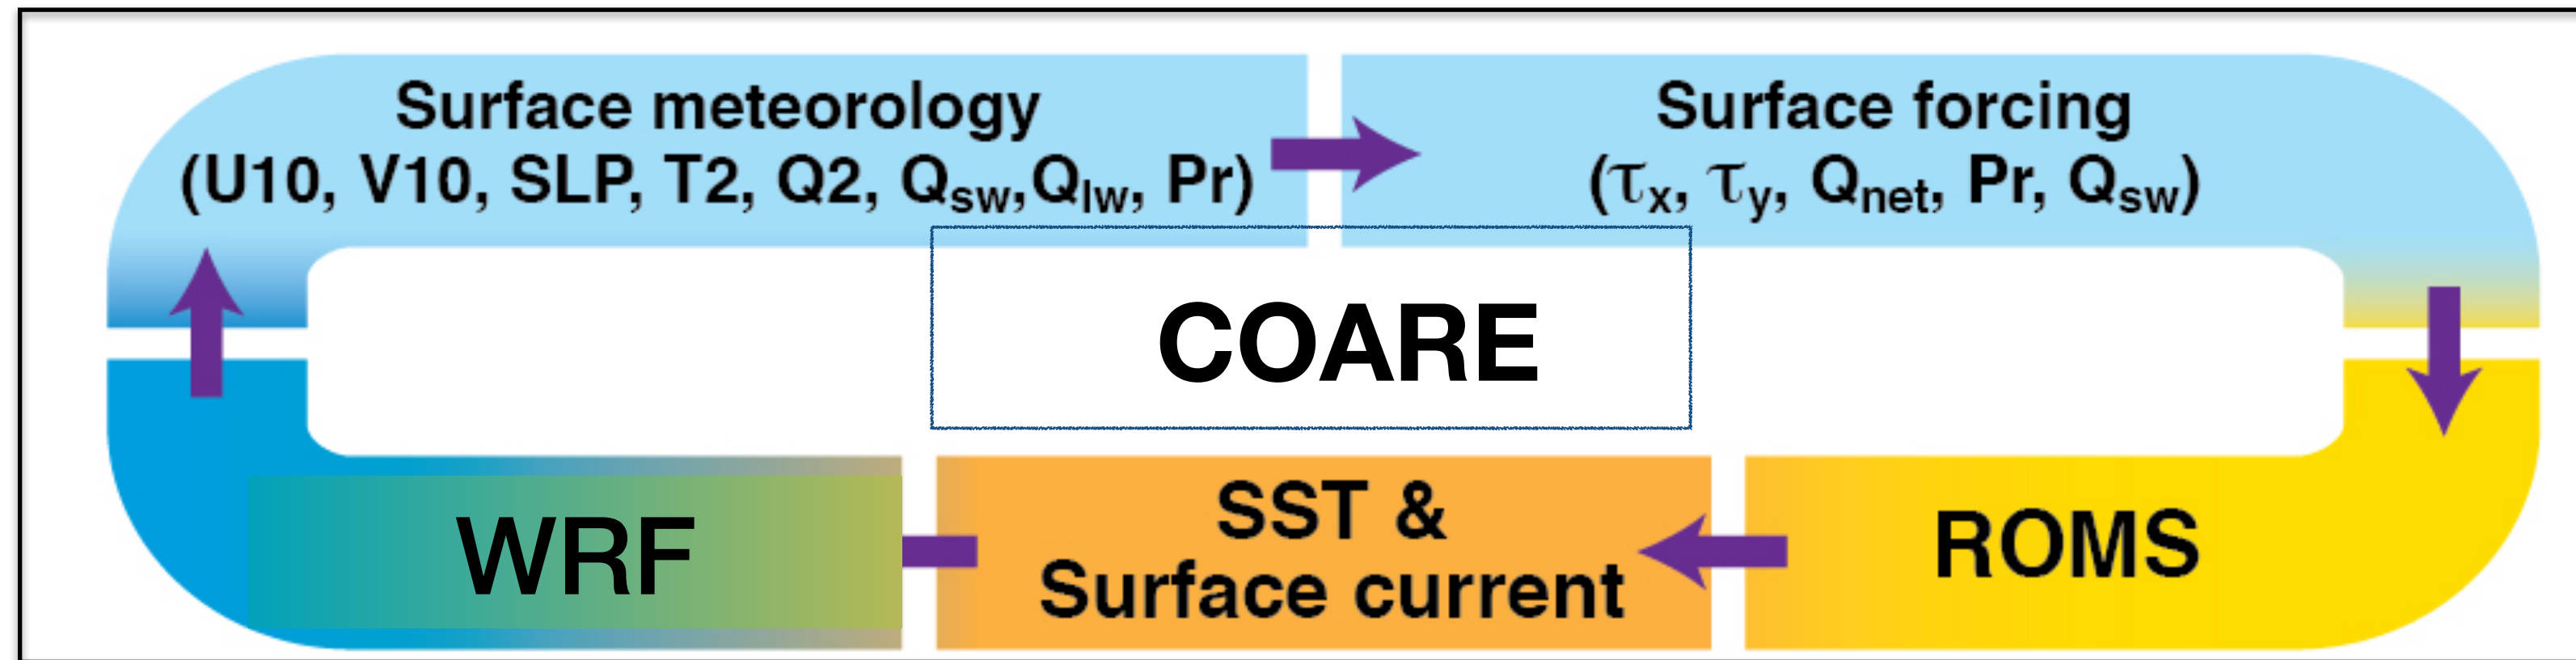 Surface meteorology
(U10, V10, SLP, T2, Q2, Qsw,Qlw, Pr)
Surface forcing
(τx, τy, Qnet, Pr, Qsw)
COARE
WRF
SST &
Surface current
ROMS